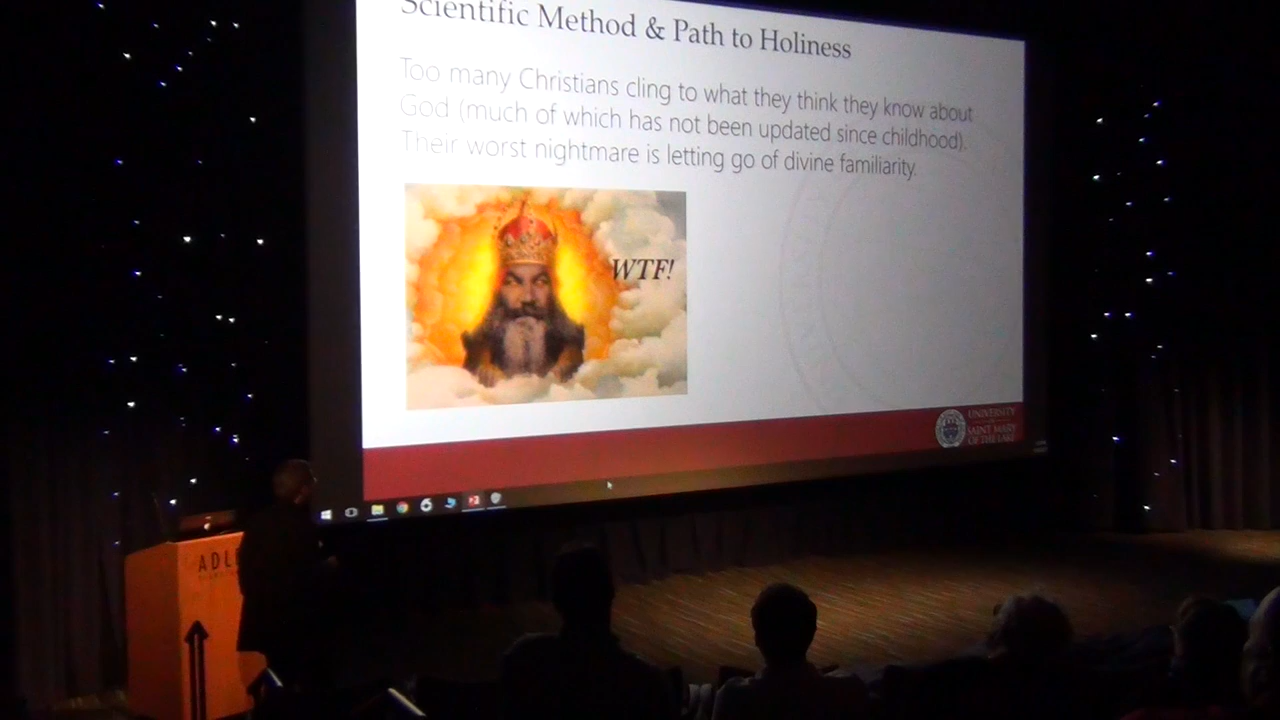 Scientific Method & Path to Holiness
Too many Christians cling to what they think they know about
God (much of which has not been updated since childhood).
Their worst nightmare is letting go of divine familiarity.
WTF!
UNIVERSITY
SAINT MARY
OF THE LAKE
ADL